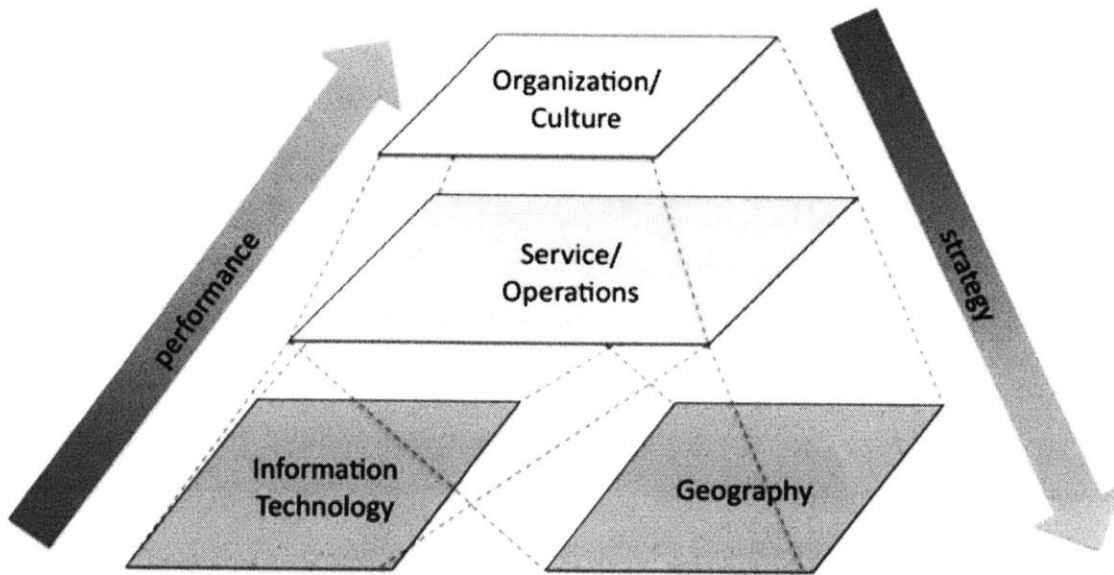 Organization/
Culture
performance
Service/
Operations
strategy
Information
Technology
Geography